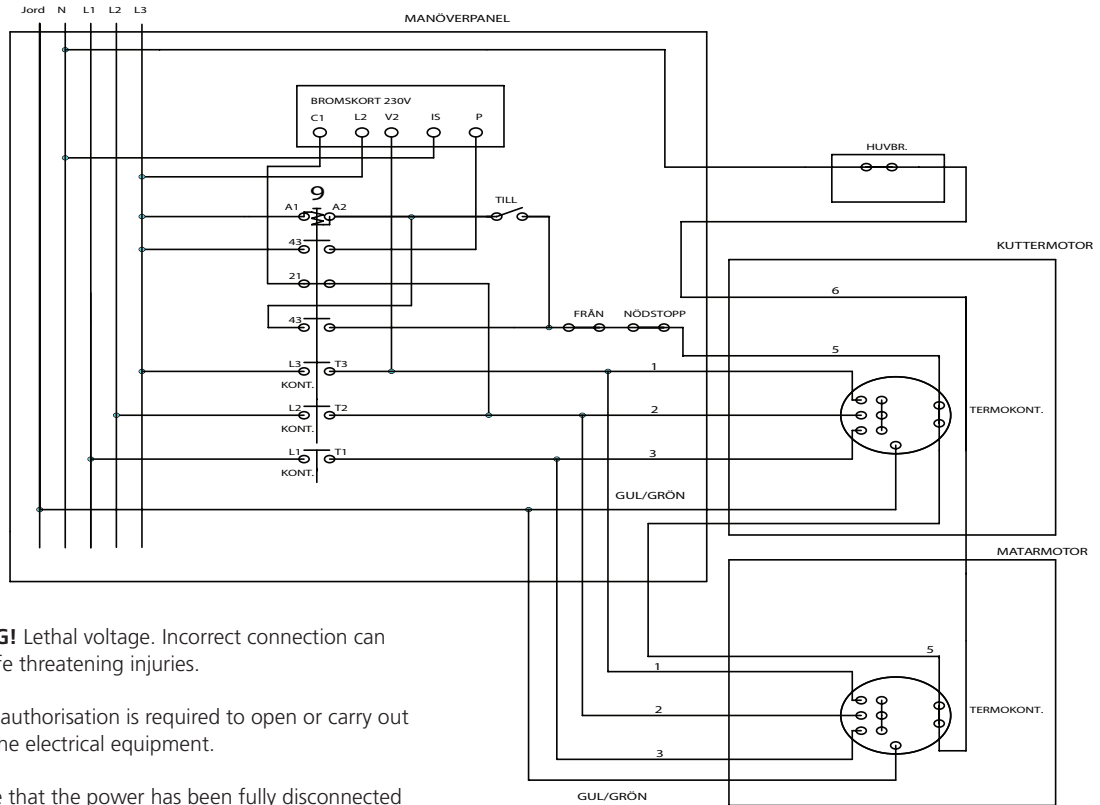 Jord N L1 L2 L3
MANÖVERPANEL
BROMSKORT 230V
C1 L2 V2 IS P
HUVBR.
9
A1 A2
TILL
43
KUTTERMOTOR
21
6
43
FRÅN NÖDSTOPP
5
L3 T3
1
KONT.
L2 T2
2
TERMOKONT.
KONT.
L1 T1
3
KONT.
GUL/GRÖN
MATARMOTOR
G! Lethal voltage. Incorrect connection can
fe threatening injuries.
5
1
authorisation is required to open or carry out
2
TERMOKONT.
he electrical equipment.
3
e that the power has been fully disconnected
GUL/GRÖN